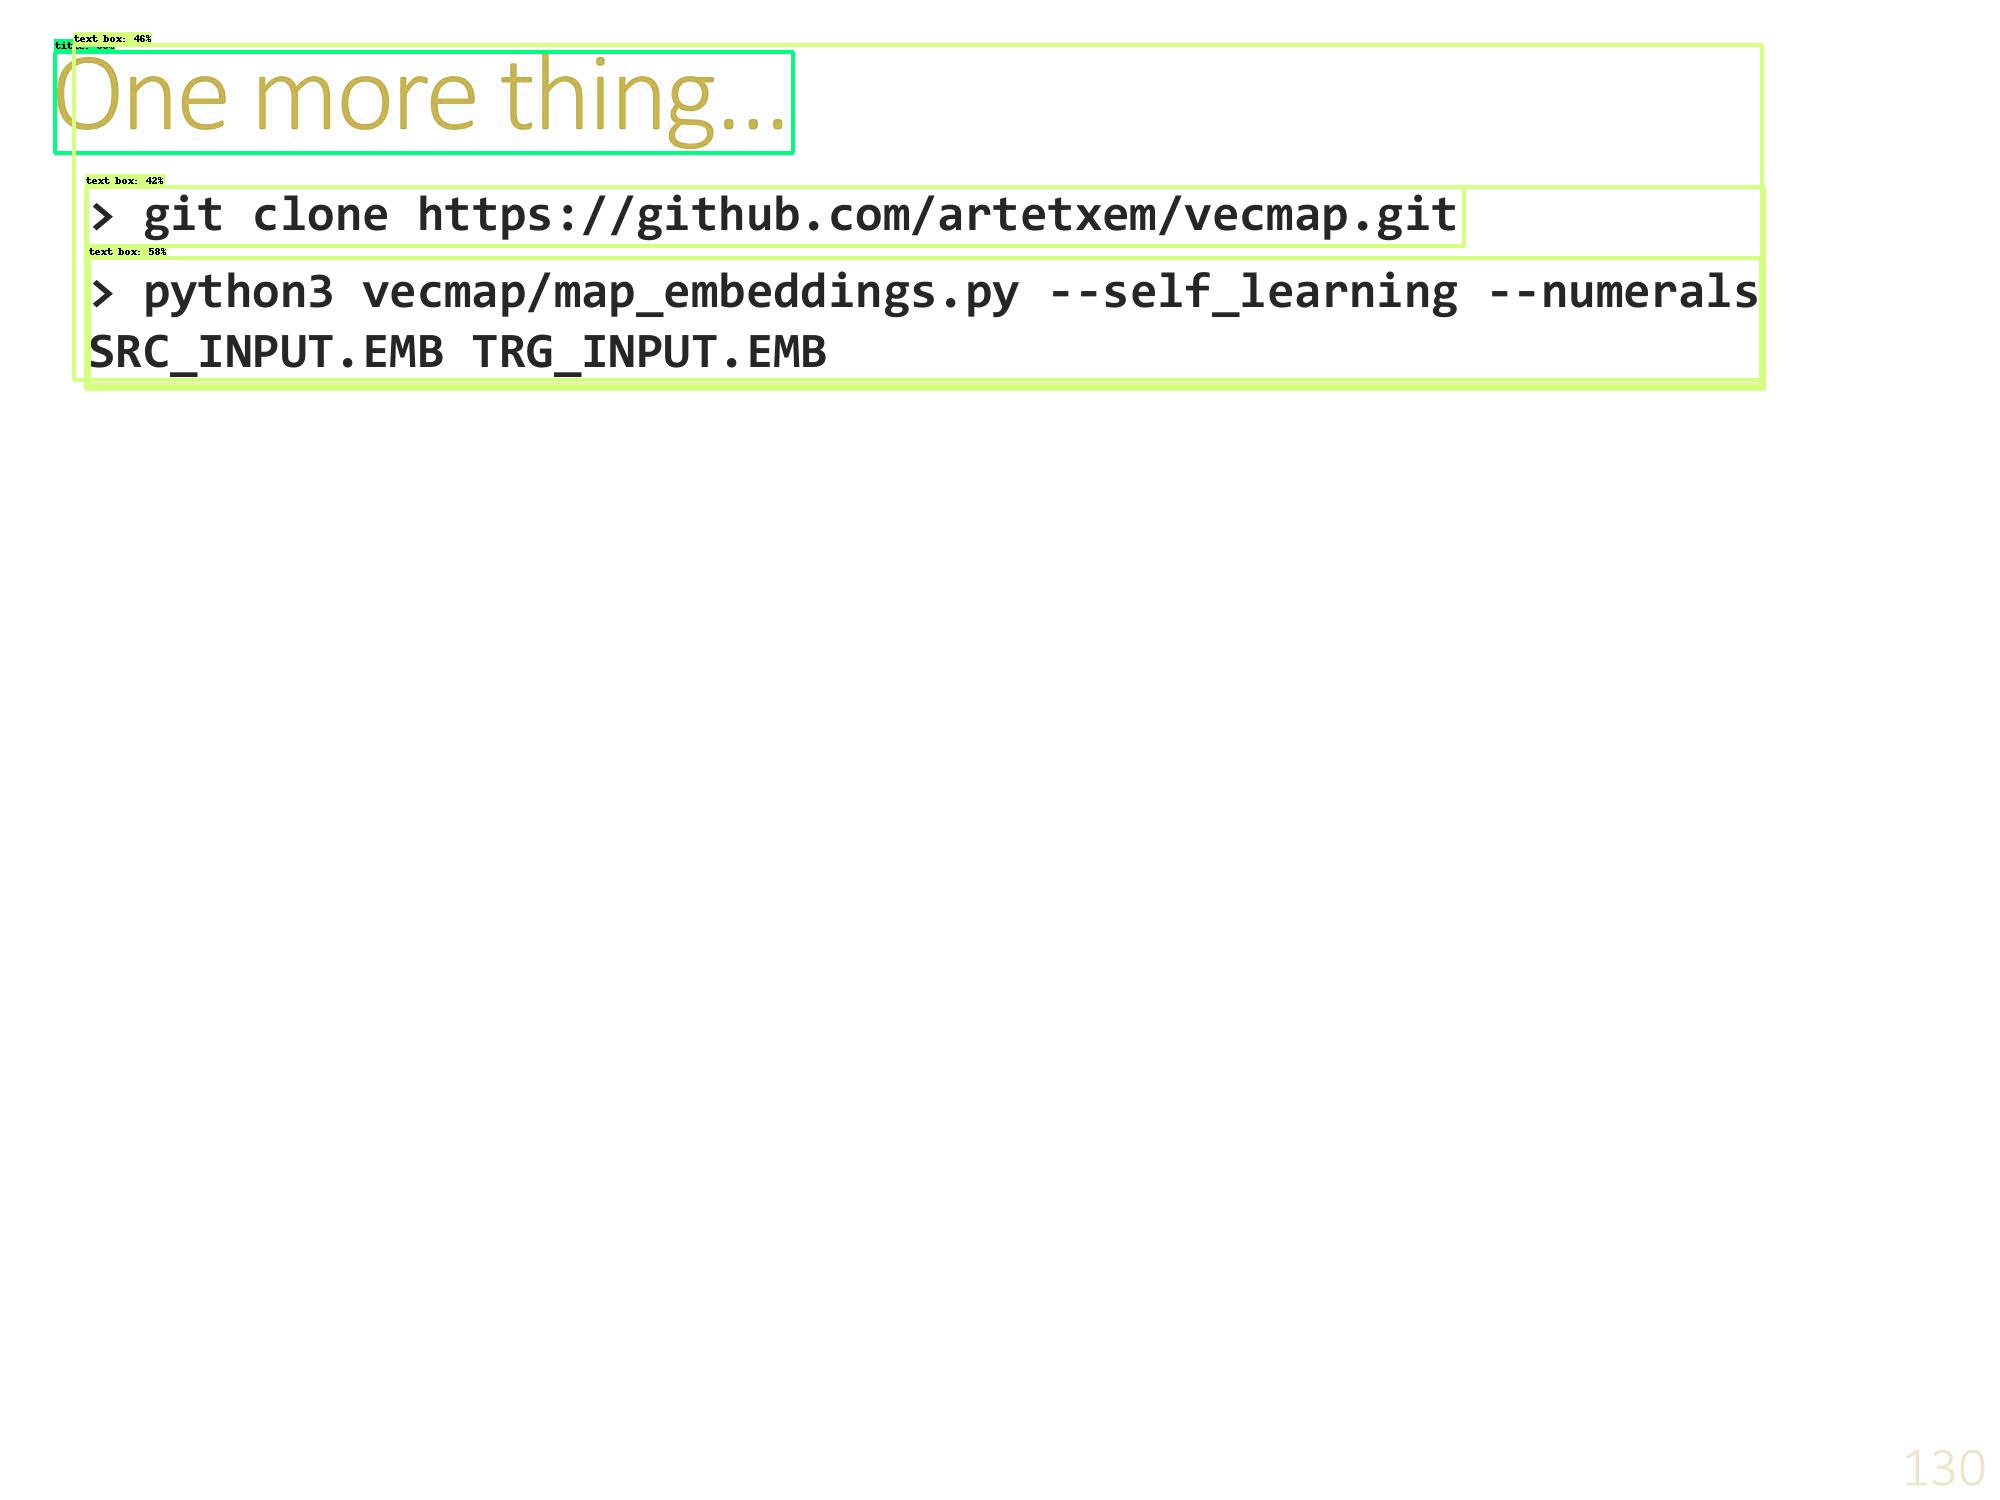 text box: 46%
One more thing...
text box: 42%
> git clone https://github.com/artetxem/vecmap.git
text box: 58%
> python3 vecmap/map_embeddings.py --self_learning --numerals
SRC_INPUT.EMB TRG_INPUT.EMB
130